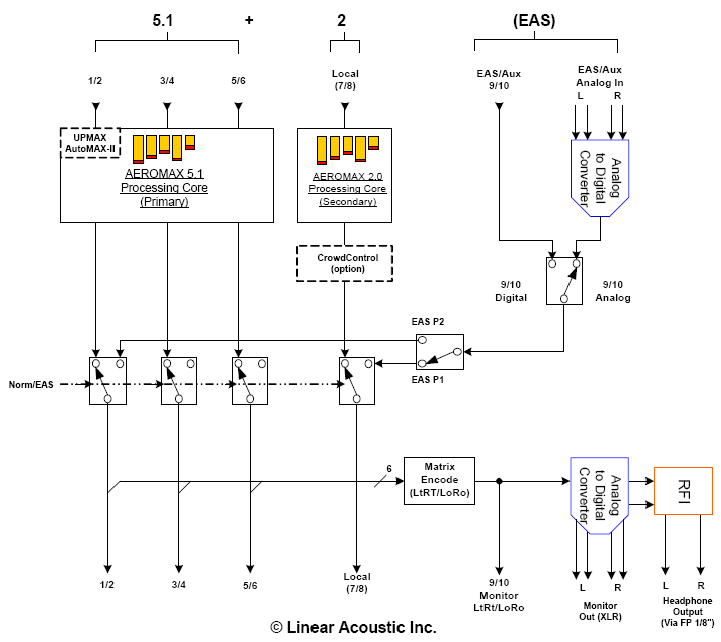 5.1 + 2 (EAS)
1/2 3/4 5/6
Local
(7/8)
EAS/Aux
9/10
EAS/Aux
Analog In
L R
UPMAX
AutoMAX-II
AEROMAX 5.1
Processing Core
(Primary)
AEROMAX 2.0
Processing Core
(Secondary)
Analog
to Digital
Converter
CrowdControl
(option)
9/10
Digital
9/10
Analog
EAS P2
EAS P1
Norm/EAS
6
Matrix
Encode
(LtRT/LoRo)
Analog
to Digital
Converter
RFI
1/2 3/4 5/6
Local
(7/8)
9/10
Monitor
LtRt/LoRo
L R
Monitor
Out (XLR)
L R
Headphone
Output
(Via FP 1/8")
© Linear Acoustic Inc.